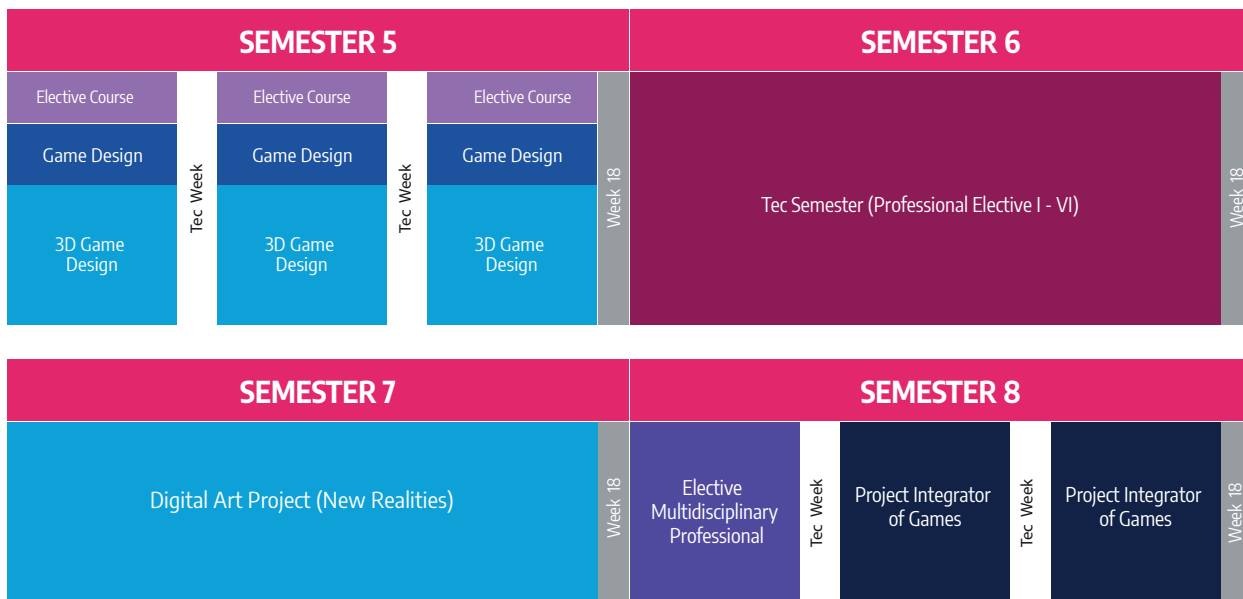 SEMESTER 5
SEMESTER 6
Elective Course
Game Design
3D Game
Design
Tec Week
Elective Course
Game Design
3D Game
Design
Tec Week
Elective Course
Game Design
3D Game
Design
Week 18
Tec Semester (Professional Elective I - VI)
Week 18
SEMESTER 7
SEMESTER 8
Digital Art Project (New Realities)
Week 18
Elective
Multidisciplinary
Professional
Tec Week
Project Integrator
of Games
Tec Week
Project Integrator
of Games
Week 18